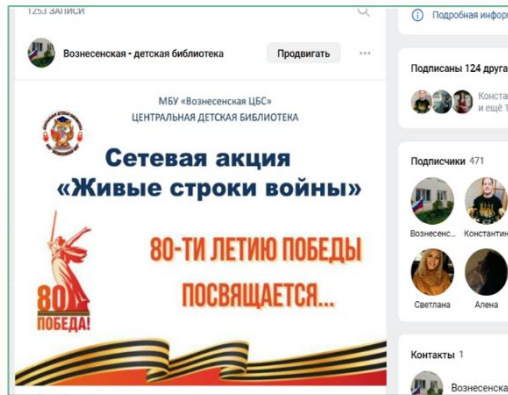 1253 ЗАПИСИ
Вознесенская - детская библиотека
Продвигать
МБУ «Вознесенская ЦБС»
ЦЕНТРАЛЬНАЯ ДЕТСКАЯ БИБЛИОТЕКА
Сетевая акция
«Живые строки войны»
80-ТИ ЛЕТИЮ ПОБЕДЫ
ПОСВЯЩАЕТСЯ...
80
ПОБЕДА!
Подробная инфор
Подписаны 124 друга
Конста
и ещё 1
Подписчики 471
Вознесенс... Константин
Светлана Алена
Контакты 1
Вознесенска